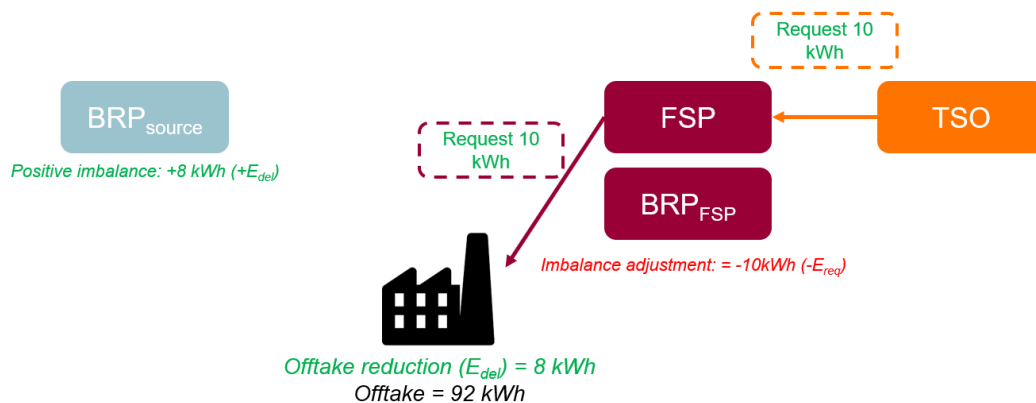 Request 10
kWh
BRPsource
FSP
TSO
Positive imbalance: +8 kWh (+Edel)
Request 10
kWh
BRPFSP
Imbalance adjustment: = -10kWh (-Ereq)
Offtake reduction (Edel) = 8 kWh
Offtake = 92 kWh